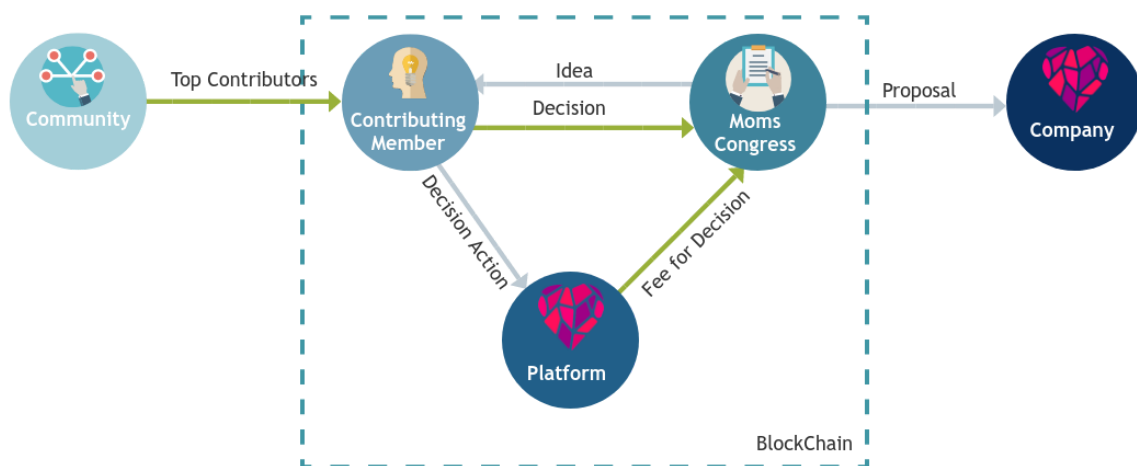 Community
Top Contributors
Contributing
Member
Idea
Decision
Moms
Congress
Proposal
Company
Decision Action
Fee for Decision
Platform
BlockChain